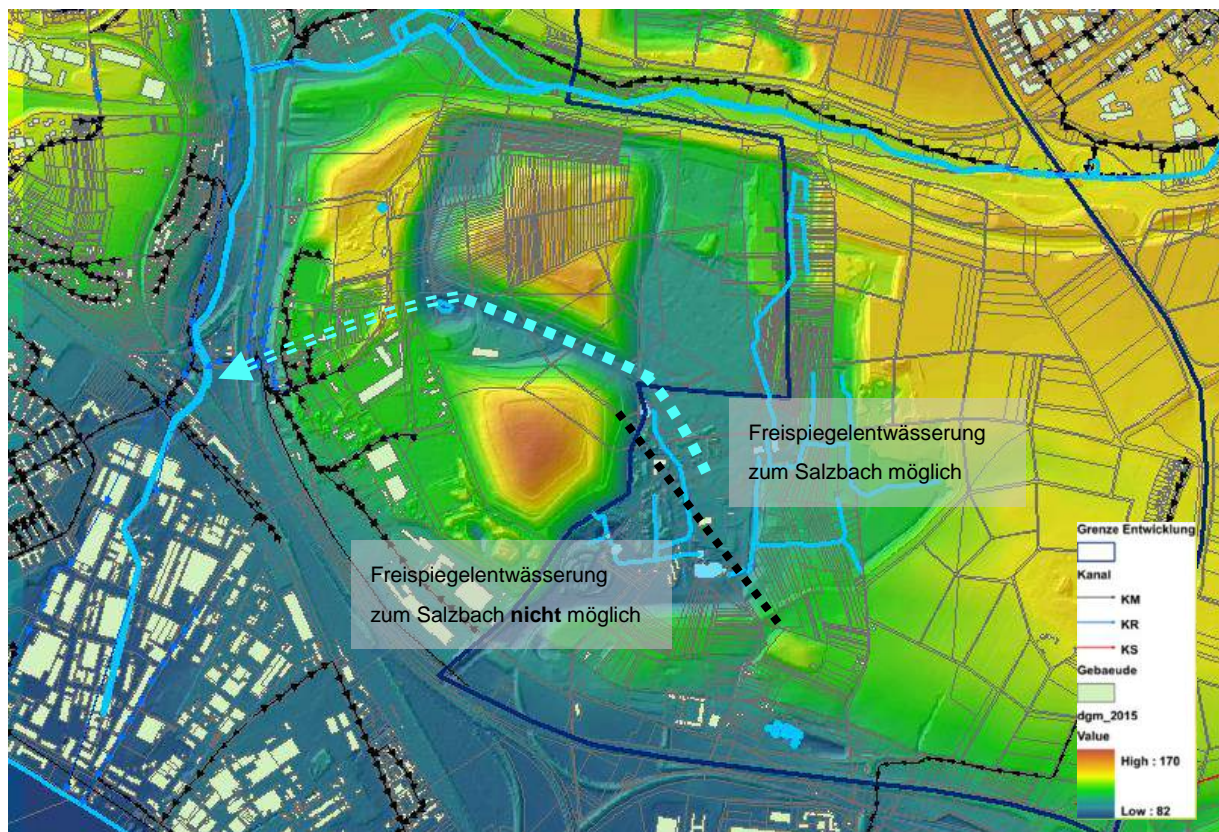 Freispiegelentwässerung
zum Salzbach möglich
Freispiegelentwässerung
zum Salzbach nicht möglich
Grenze Entwicklung
Kanal
KM
KR
KS
Gebaeude
dgm_2015
Value
High : 170
Low : 82